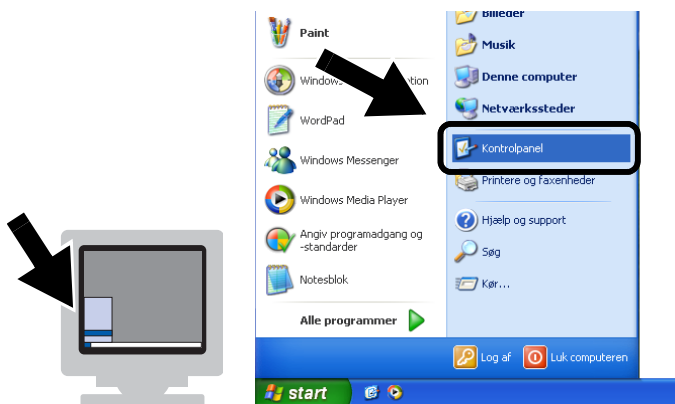 Paint
Windows
tion
WordPad
Windows Messenger
Windows Media Player
Angiv programadgang og
-standarder
Notesblok
Alle programmer
Billeder
Musik
Denne computer
Netværkssteder
Kontrolpanel
Printere og faxenheder
Hjælp og support
Søg
Kør...
Log af
Luk computeren
start